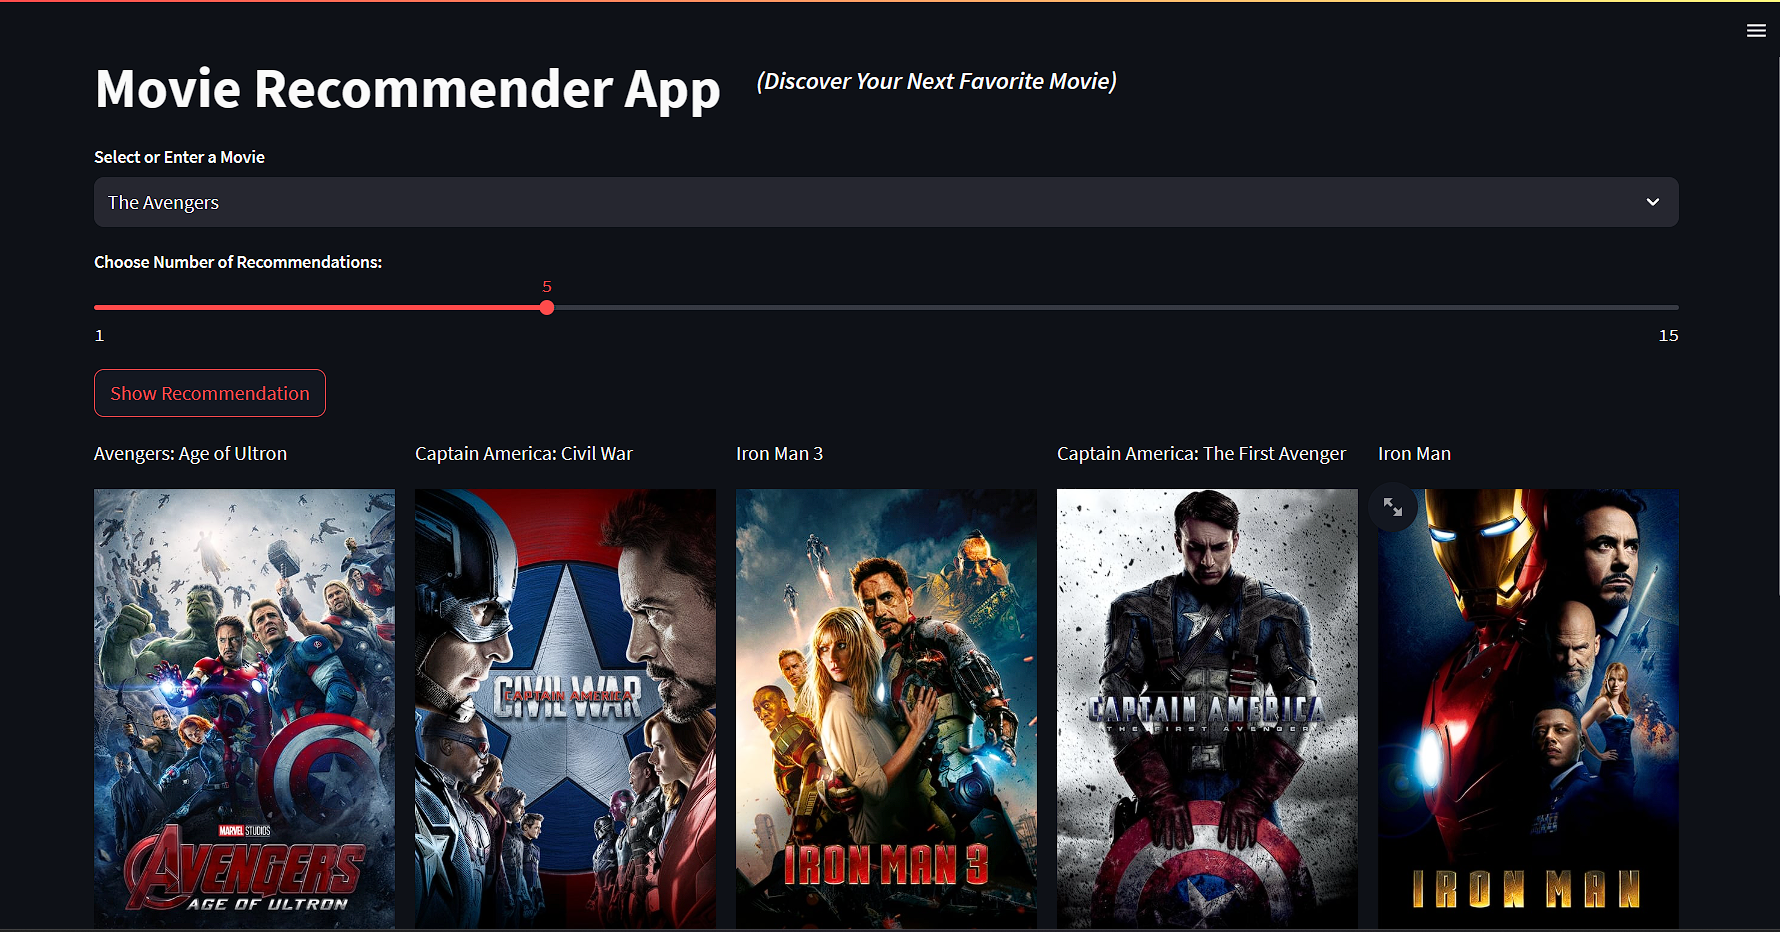 Movie Recommender App
(Discover Your Next Favorite Movie)
Select or Enter a Movie
The Avengers
Choose Number of Recommendations:
5
1
15
Show Recommendation
Avengers: Age of Ultron
Captain America: Civil War
Iron Man 3
Captain America: The First Avenger
Iron Man
MARVEL STUDIOS
AVENGERS
AGE OF ULTRON
CAPTAIN AMERICA
CIVIL WAR
IRON MAN 3
CAPTAIN AMERICA
THE FIRST AVENGER
IRON MAN